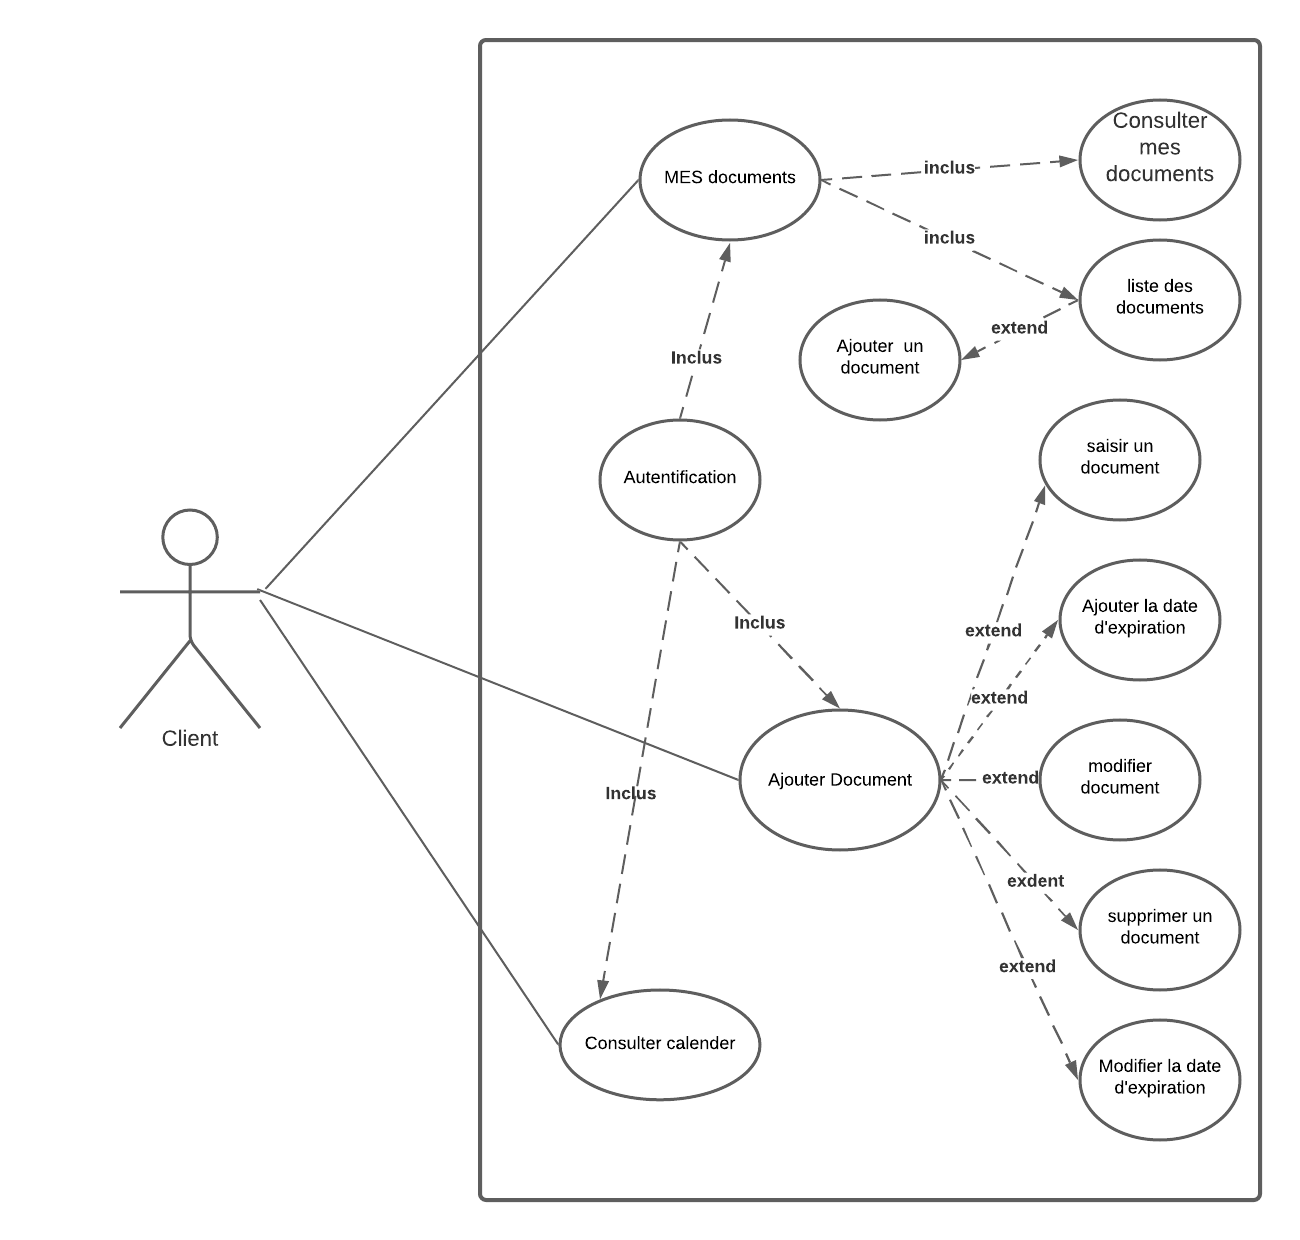 Consulter
mes
documents
MES documents
inclus
inclus
liste des
documents
extend
Ajouter un
document
Inclus
saisir un
document
Autentification
Ajouter la date
d'expiration
Inclus
extend
extend
Client
modifier
document
extend
Ajouter Document
Inclus
exdent
supprimer un
document
extend
Consulter calender
Modifier la date
d'expiration